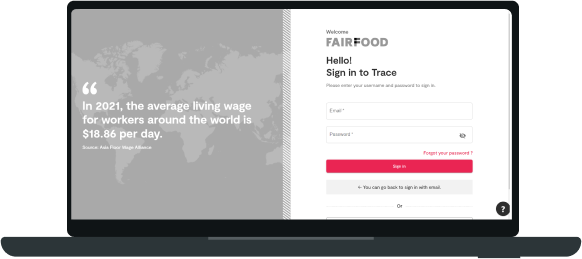 “
In 2021, the average living wage
for workers around the world is
$18.86 per day.
Source: Asia Floor Wage Alliance
Welcome
FAIRFOOD
Hello!
Sign in to Trace
Please enter your username and password to sign in.
Email *
Password *
Forgot your password ?
Sign in
← You can go back to sign in with email.
Or
?